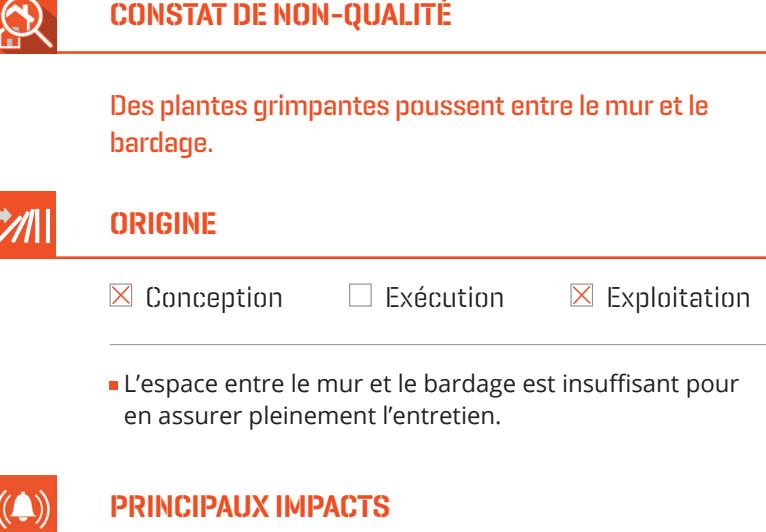 CONSTAT DE NON-QUALITÉ
Des plantes grimpantes poussent entre le mur et le
bardage.
ORIGINE
Conception Exécution Exploitation
L’espace entre le mur et le bardage est insuffisant pour
en assurer pleinement l’entretien.
PRINCIPAUX IMPACTS